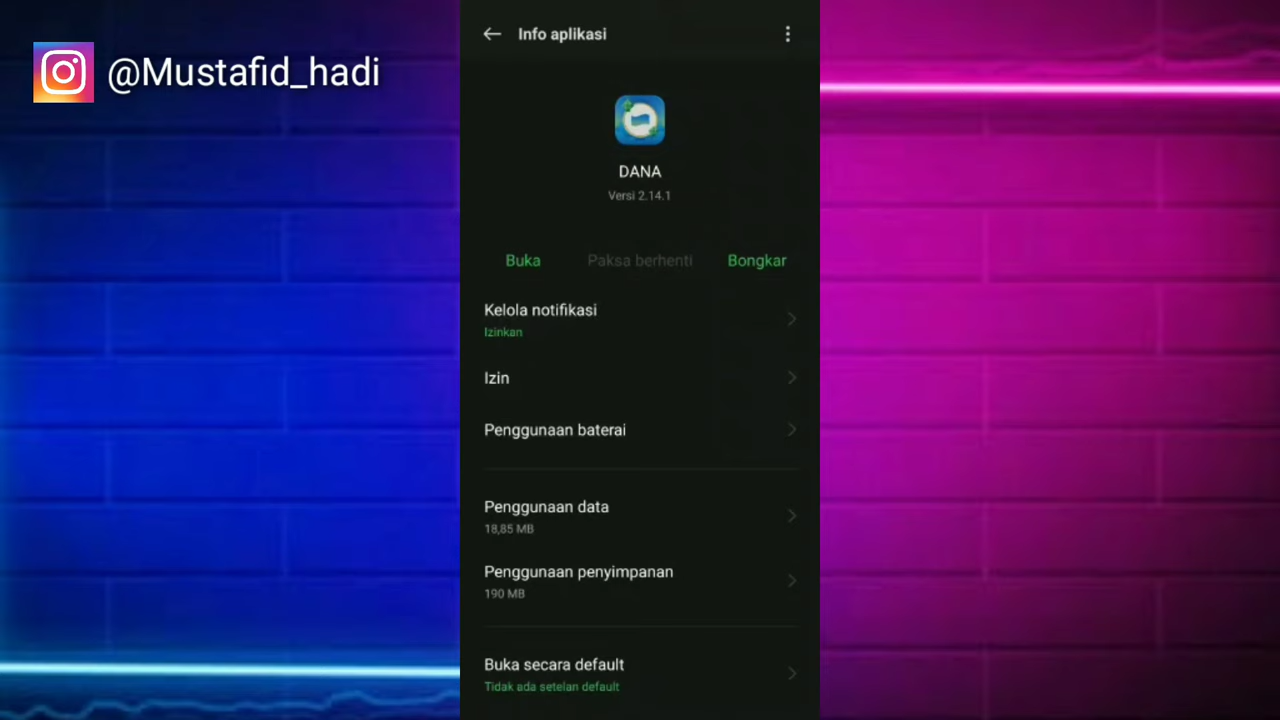 @Mustafid_hadi
Info aplikasi
DANA
Versi 2.14.1
Buka Paksa berhenti Bongkar
Kelola notifikasi
Izinkan
Izin
Penggunaan baterai
Penggunaan data
18,85 MB
Penggunaan penyimpanan
190 MB
Buka secara default
Tidak ada setelan default